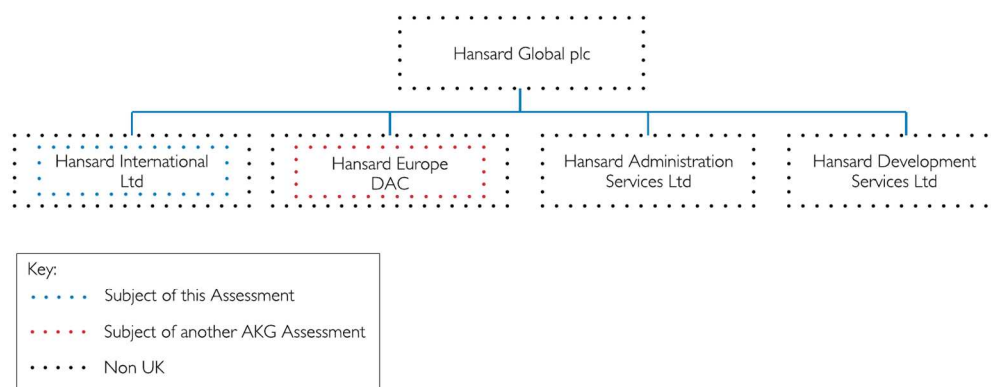 Hansard Global plc
Hansard International
Ltd
Hansard Europe
DAC
Hansard Administration
Services Ltd
Hansard Development
Services Ltd
Key:
Subject of this Assessment
Subject of another AKG Assessment
Non UK